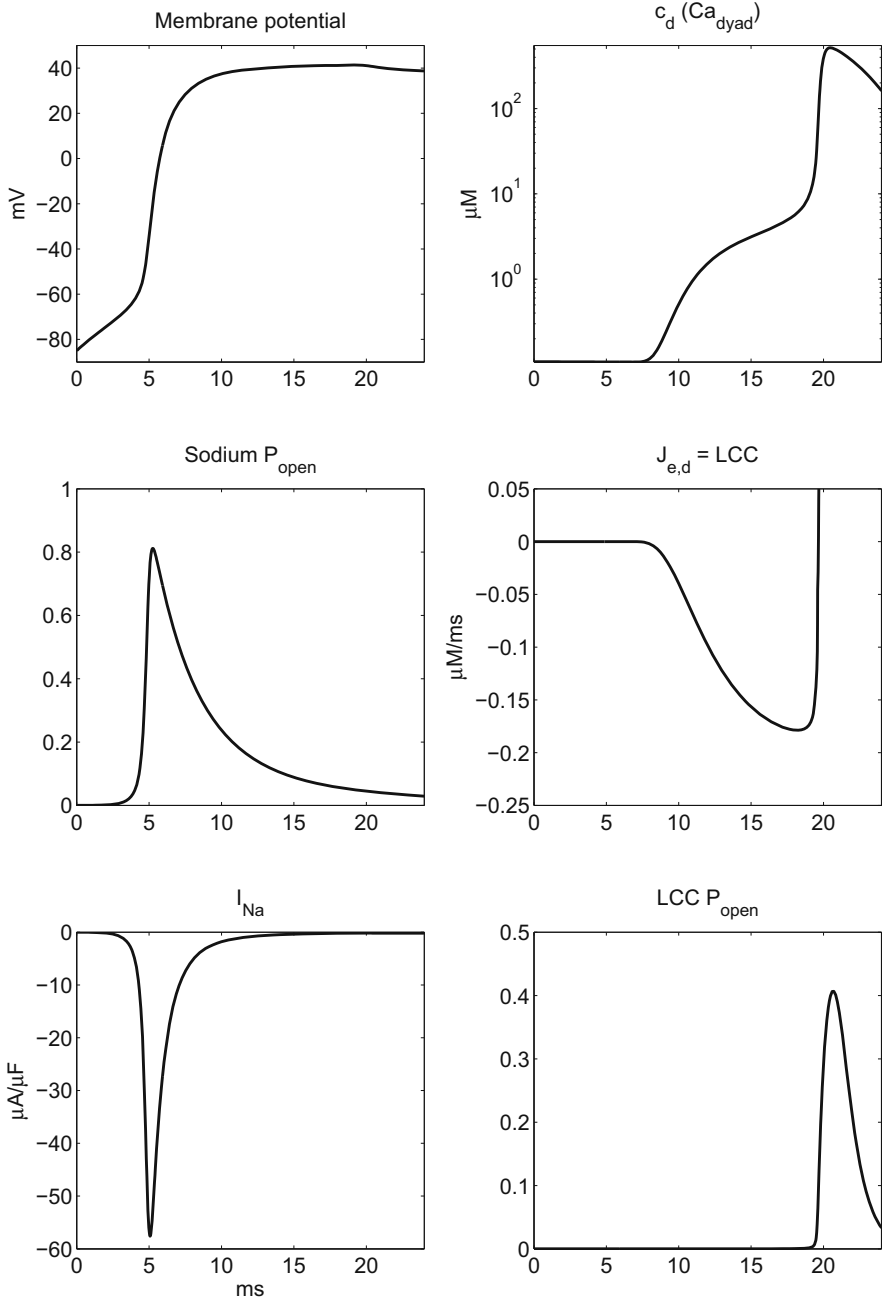 Membrane potential
40
20
0
−20
−40
−60
−80
mV
0 5 10 15 20
c_d (Ca_dyad)
10^2
10^1
10^0
μM
0 5 10 15 20
Sodium P_open
1
0.8
0.6
0.4
0.2
0
0 5 10 15 20
J_e,d = LCC
0.05
0
−0.05
−0.1
−0.15
−0.2
−0.25
μM/ms
0 5 10 15 20
I_Na
0
−10
−20
−30
−40
−50
−60
μA/μF
0 5 10 15 20
ms
LCC P_open
0.5
0.4
0.3
0.2
0.1
0
0 5 10 15 20